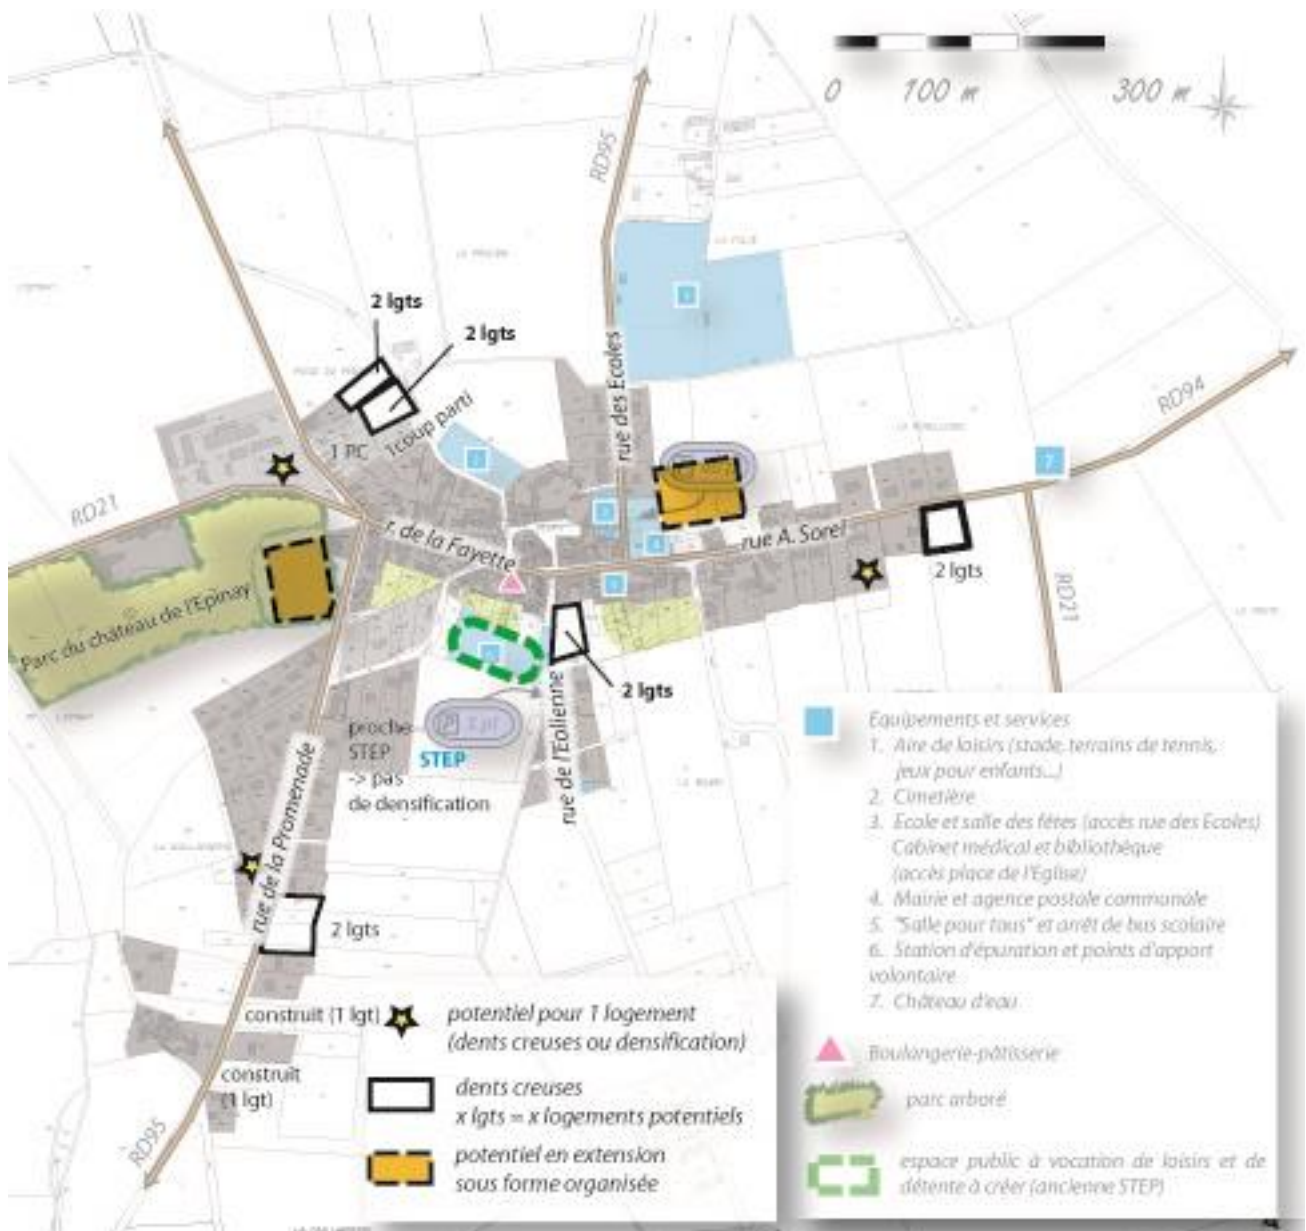 0 100 m 300 m
RD95
2 lgts
2 lgts
rue des Ecoles
RD94
1 PC
1coup parti
7
RD21
r. de la Fayette
rue A. Sorel
2 lgts
RD21
Parc du château de l'Epinay
2 lgts
proche
STEP
-> pas
de densification
STEP
P
rue de l'Eolienne
rue de la Promenade
2 lgts
construit (1 lgt)
construit
(1 lgt)
RD95
potentiel pour 1 logement
(dents creuses ou densification)
dents creuses
x lgts = x logements potentiels
potentiel en extension
sous forme organisée
Equipements et services
1. Aire de loisirs (stade, terrains de tennis,
jeux pour enfants...)
2. Cimetière
3. Ecole et salle des fêtes (accès rue des Ecoles)
Cabinet médical et bibliothèque
(accès place de l'Eglise)
4. Mairie et agence postale communale
5. "Salle pour tous" et arrêt de bus scolaire
6. Station d'épuration et points d'apport
volontaire
7. Château d'eau
Boulangerie-pâtisserie
parc arboré
espace public à vocation de loisirs et de
détente à créer (ancienne STEP)